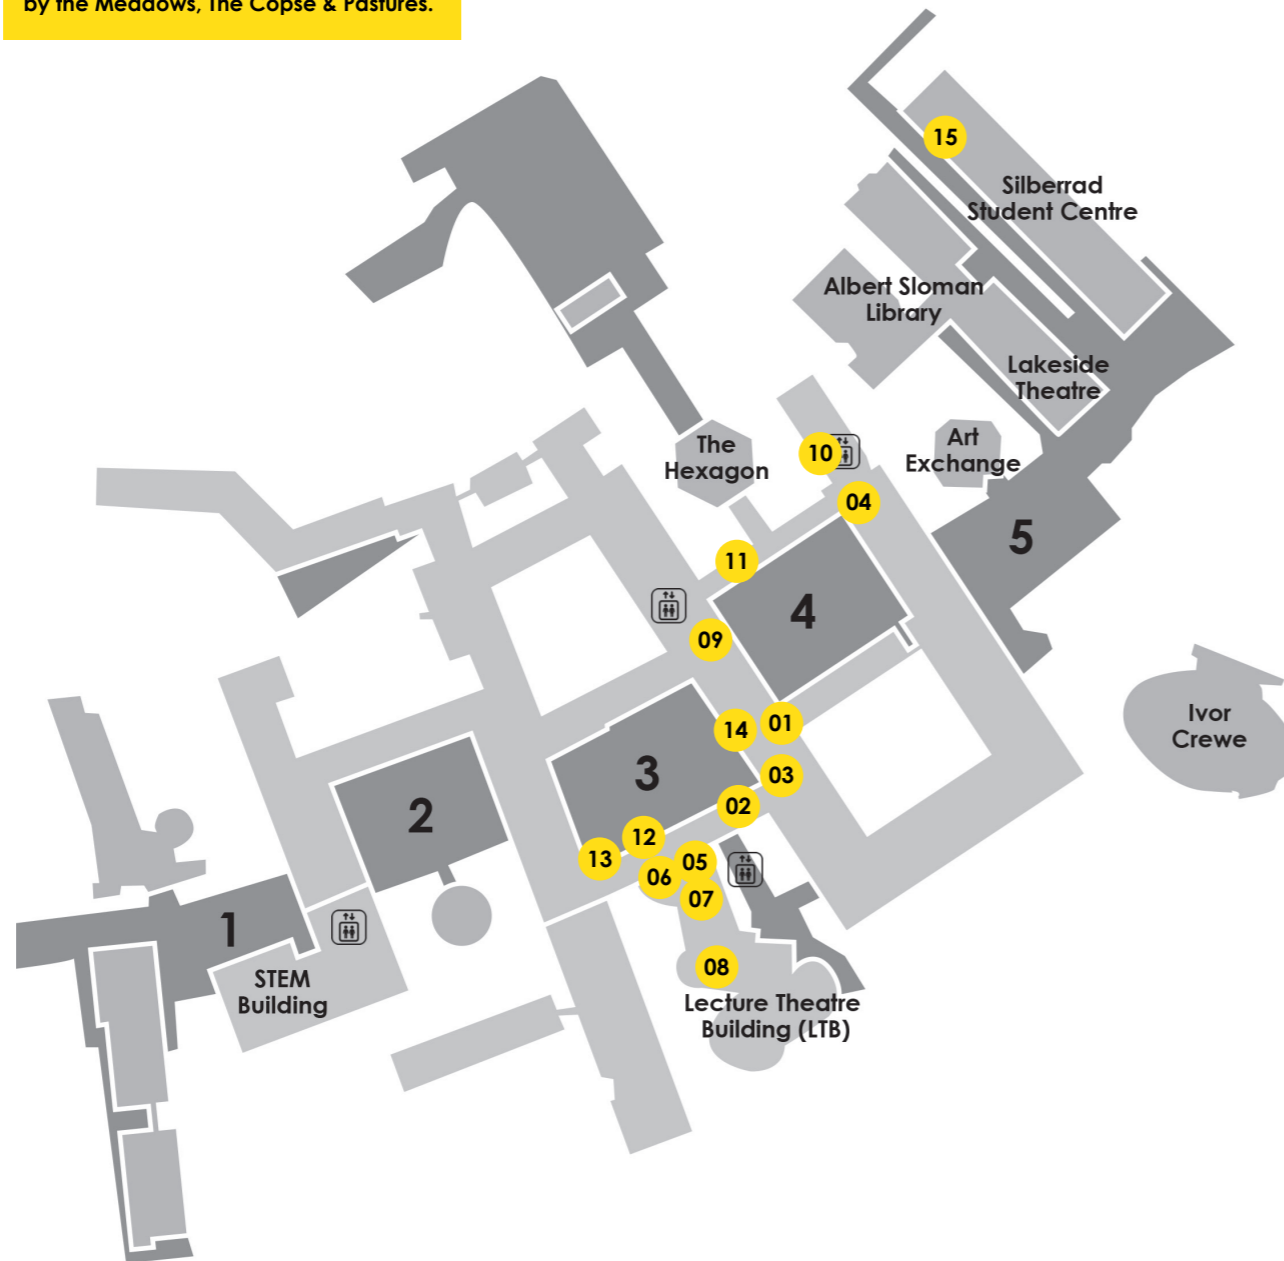 by the Meadows, The Copse & Pastures.
15
Silberrad
Student Centre
Albert Sloman
Library
Lakeside
Theatre
The
Hexagon
10
Art
Exchange
04
5
11
4
09
Ivor
Crewe
14
01
3
03
2
02
12
13
05
06
07
1
08
STEM
Building
Lecture Theatre
Building (LTB)